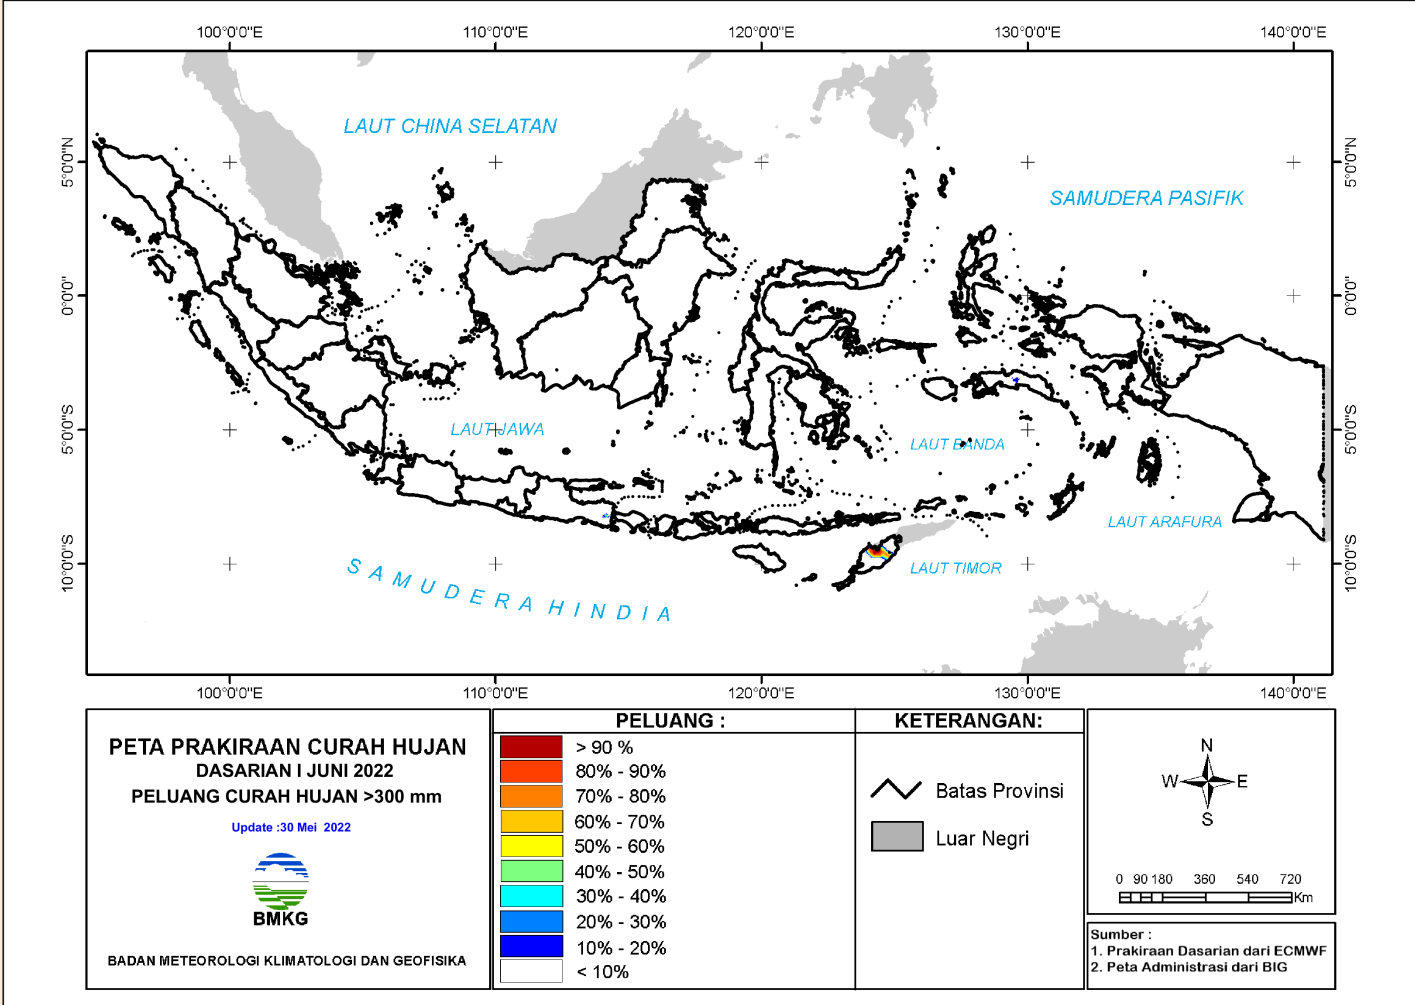 100°0'0"E 110°0'0"E 120°0'0"E 130°0'0"E 140°0'0"E
5°0'0"N 5°0'0"N
0°0'0" 0°0'0"
5°0'0"S 5°0'0"S
10°0'0"S 10°0'0"S
LAUT CHINA SELATAN
SAMUDERA PASIFIK
LAUT JAWA
LAUT BANDA
LAUT ARAFURA
LAUT TIMOR
SAMUDERA HINDIA
100°0'0"E 110°0'0"E 120°0'0"E 130°0'0"E 140°0'0"E
PETA PRAKIRAAN CURAH HUJAN
DASARIAN I JUNI 2022
PELUANG CURAH HUJAN >300 mm
Update :30 Mei 2022
BMKG
BADAN METEOROLOGI KLIMATOLOGI DAN GEOFISIKA
PELUANG :
> 90 %
80% - 90%
70% - 80%
60% - 70%
50% - 60%
40% - 50%
30% - 40%
20% - 30%
10% - 20%
< 10%
KETERANGAN:
Batas Provinsi
Luar Negri
N
W E
S
0 90 180 360 540 720
Km
Sumber :
1. Prakiraan Dasarian dari ECMWF
2. Peta Administrasi dari BIG